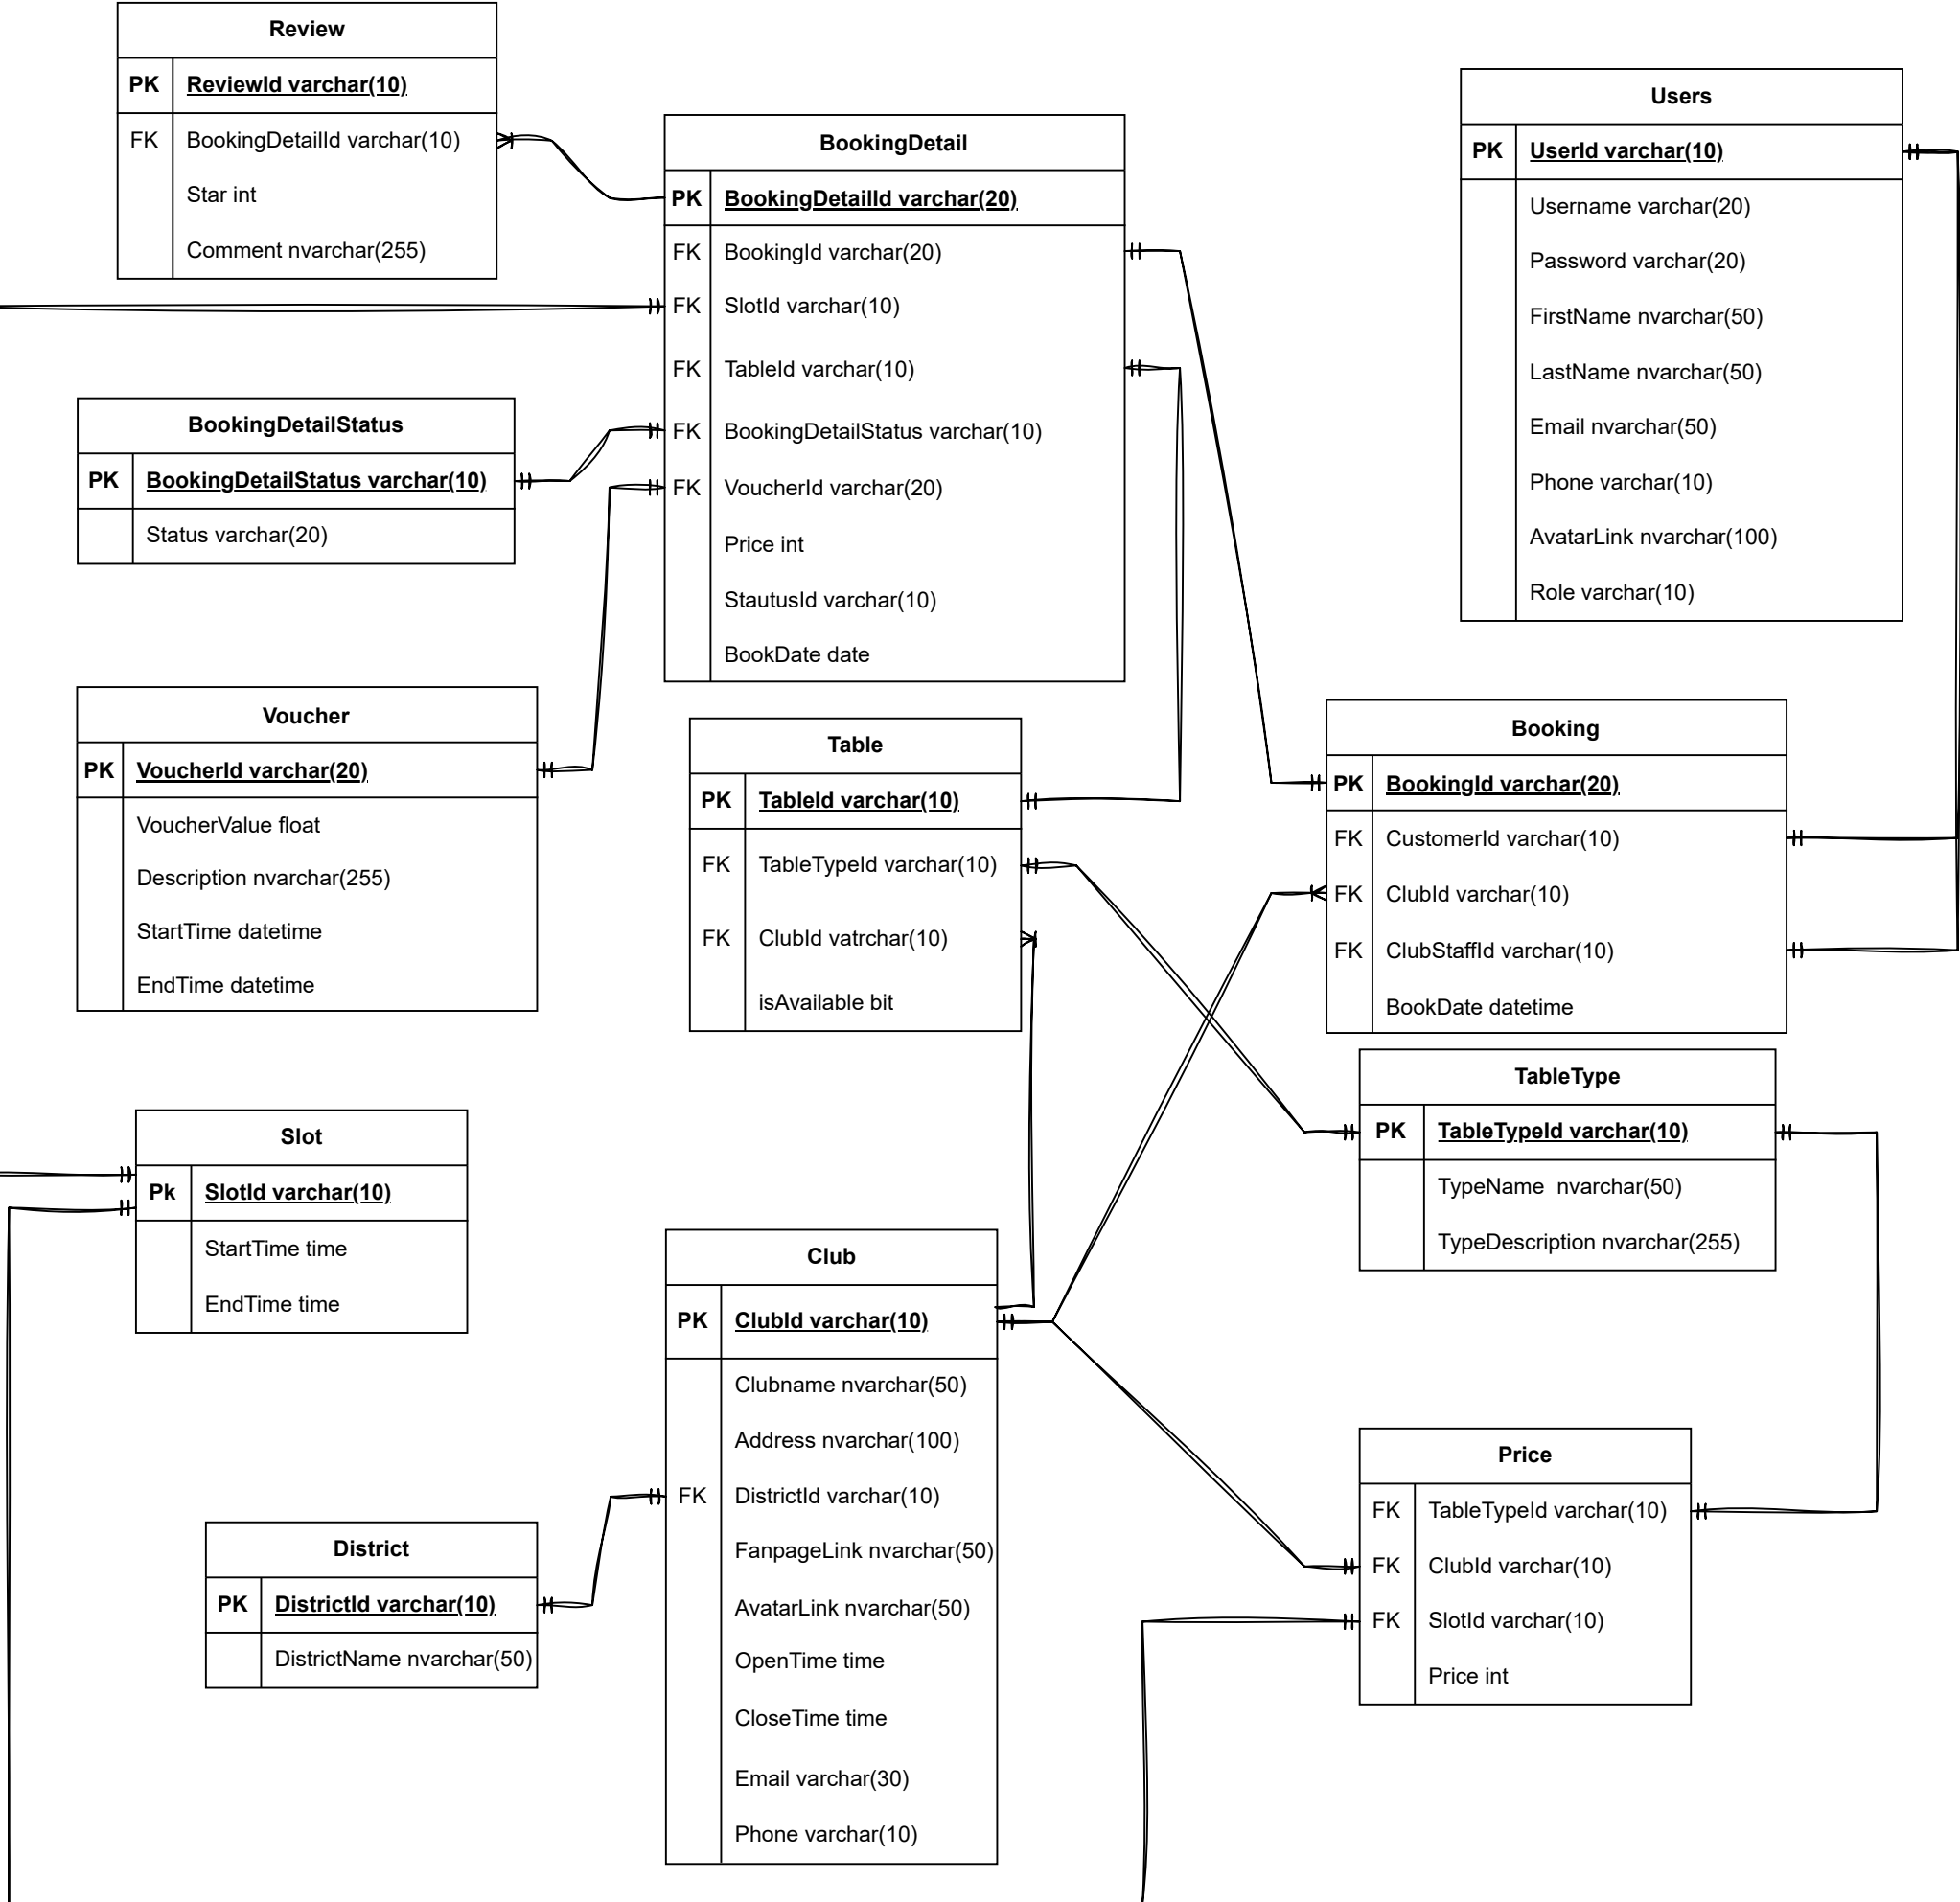 Review
PK ReviewId varchar(10)
FK BookingDetailId varchar(10)
Star int
Comment nvarchar(255)
BookingDetail
PK BookingDetailId varchar(20)
FK BookingId varchar(20)
FK SlotId varchar(10)
FK TableId varchar(10)
FK BookingDetailStatus varchar(10)
FK VoucherId varchar(20)
Price int
StautusId varchar(10)
BookDate date
Users
PK UserId varchar(10)
Username varchar(20)
Password varchar(20)
FirstName nvarchar(50)
LastName nvarchar(50)
Email nvarchar(50)
Phone varchar(10)
AvatarLink nvarchar(100)
Role varchar(10)
BookingDetailStatus
PK BookingDetailStatus varchar(10)
Status varchar(20)
Voucher
PK VoucherId varchar(20)
VoucherValue float
Description nvarchar(255)
StartTime datetime
EndTime datetime
Table
PK TableId varchar(10)
FK TableTypeId varchar(10)
FK ClubId vatrchar(10)
isAvailable bit
Booking
PK BookingId varchar(20)
FK CustomerId varchar(10)
FK ClubId varchar(10)
FK ClubStaffId varchar(10)
BookDate datetime
TableType
PK TableTypeId varchar(10)
TypeName nvarchar(50)
TypeDescription nvarchar(255)
Slot
Pk SlotId varchar(10)
StartTime time
EndTime time
Club
PK ClubId varchar(10)
Clubname nvarchar(50)
Address nvarchar(100)
FK DistrictId varchar(10)
FanpageLink nvarchar(50)
AvatarLink nvarchar(50)
OpenTime time
CloseTime time
Email varchar(30)
Phone varchar(10)
District
PK DistrictId varchar(10)
DistrictName nvarchar(50)
Price
FK TableTypeId varchar(10)
FK ClubId varchar(10)
FK SlotId varchar(10)
Price int